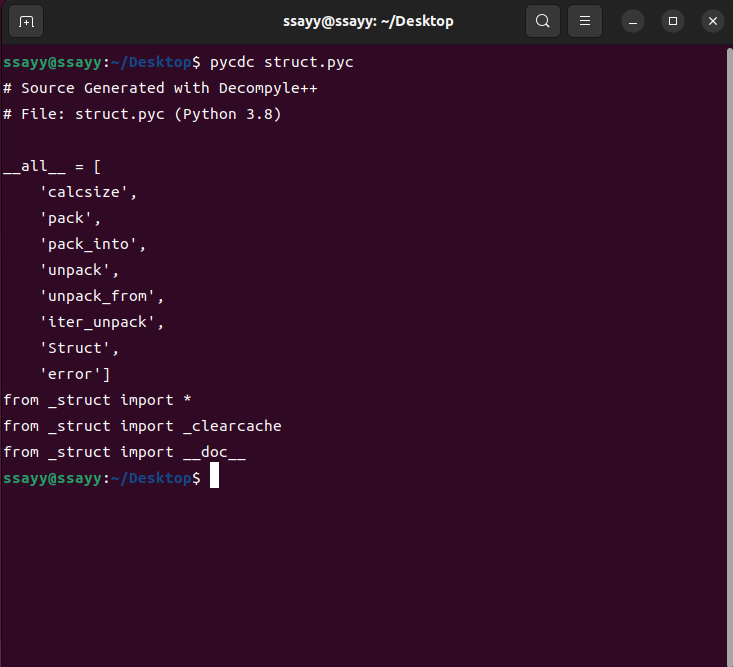 ssayy@ssayy: ~/Desktop
ssayy@ssayy:~/Desktop$ pycdc struct.pyc
# Source Generated with Decompyle++
# File: struct.pyc (Python 3.8)

__all__ = [
    'calcsize',
    'pack',
    'pack_into',
    'unpack',
    'unpack_from',
    'iter_unpack',
    'Struct',
    'error']
from _struct import *
from _struct import _clearcache
from _struct import __doc__
ssayy@ssayy:~/Desktop$